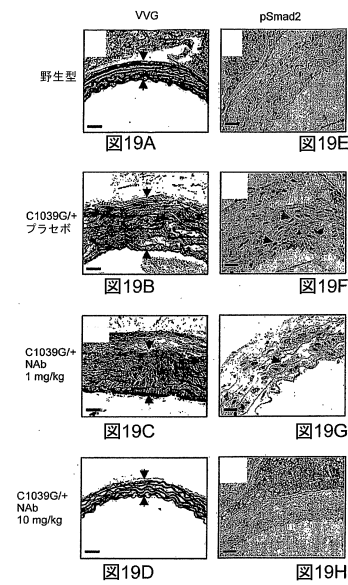 VVG
pSmad2
野生型
図19A
図19E
C1039G/+
プラセボ
図19B
図19F
C1039G/+
NAb
1 mg/kg
図19C
図19G
C1039G/+
NAb
10 mg/kg
図19D
図19H